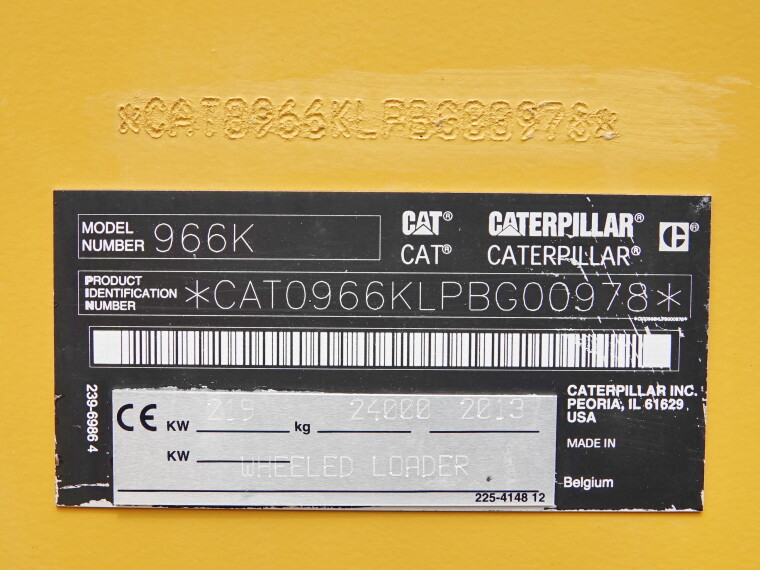 *CAT0966KLPBG00978*
MODEL NUMBER 966K
CAT® CATERPILLAR®
CAT® CATERPILLAR®
PRODUCT IDENTIFICATION NUMBER *CAT0966KLPBG00978*
*CAT0966KLPBG00978*
239-6986 4
CE KW 219 kg 24000 2013
KW
WHEELED LOADER
225-4148 12
CATERPILLAR INC.
PEORIA, IL 61629
USA
MADE IN
Belgium